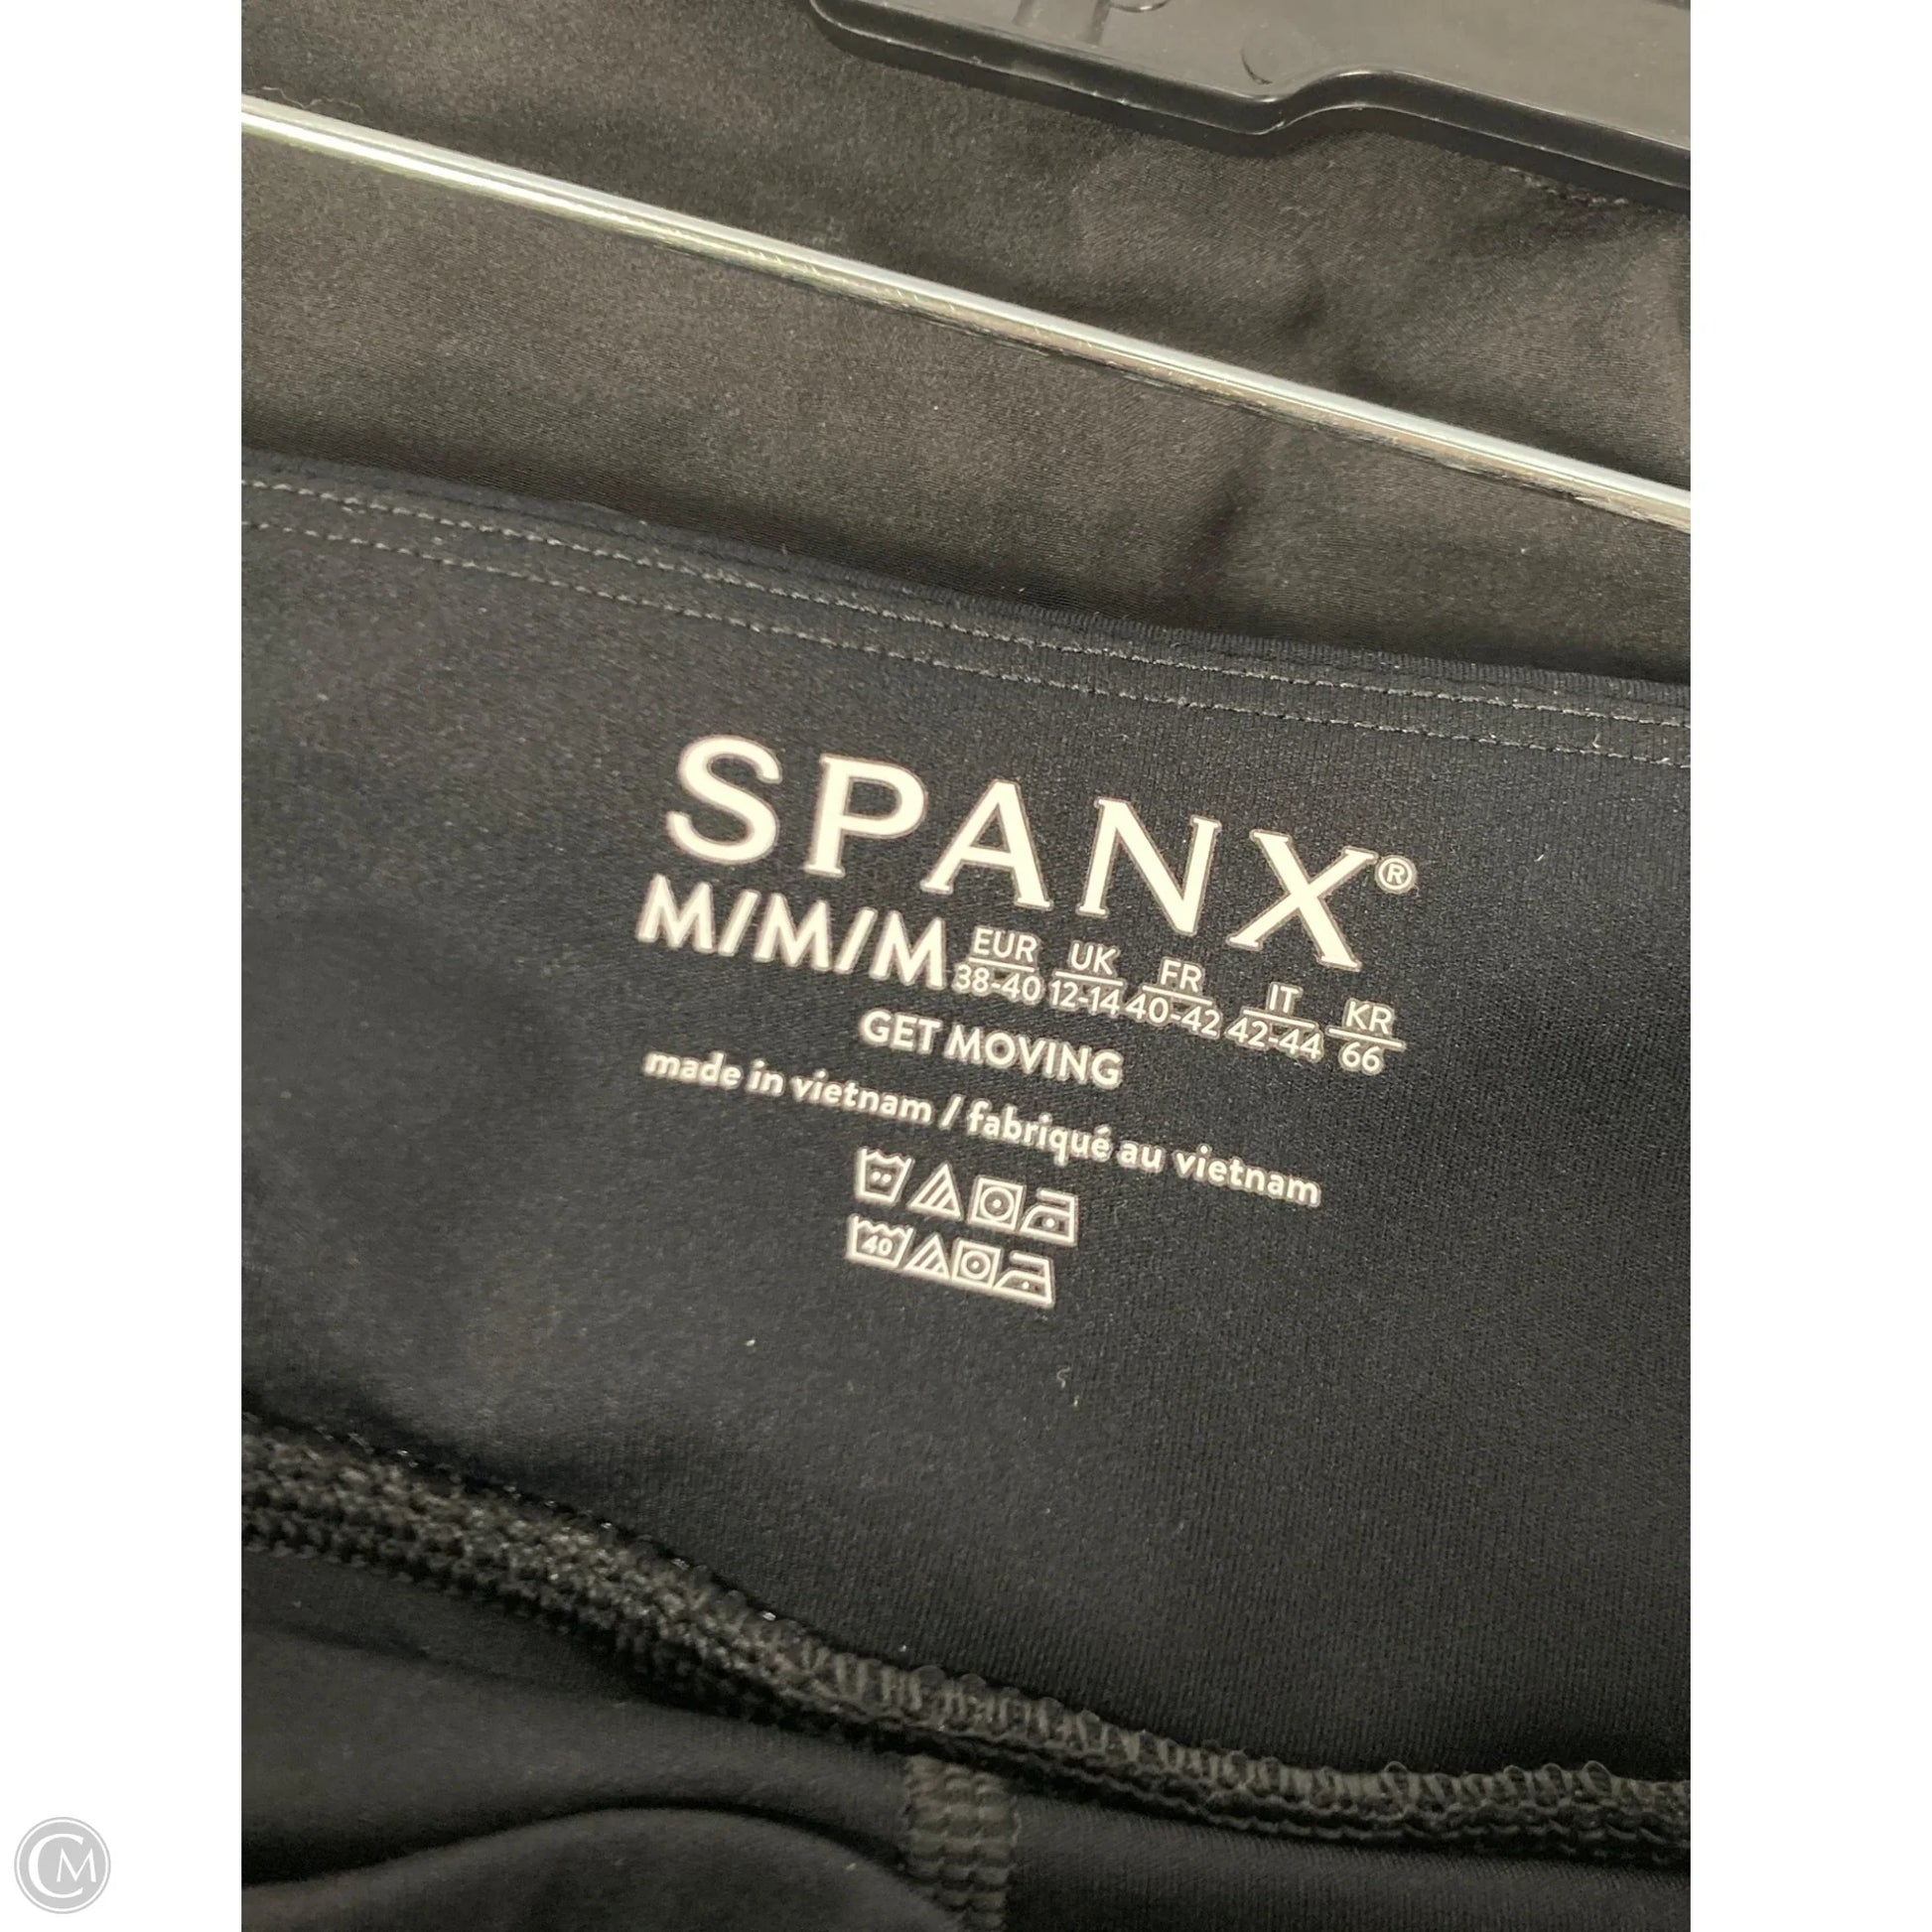 SPANX®
M/M/M EUR 38-40 UK 12-14 FR 40-42 IT 42-44 KR 66
GET MOVING
made in vietnam / fabriqué au vietnam
40
CM